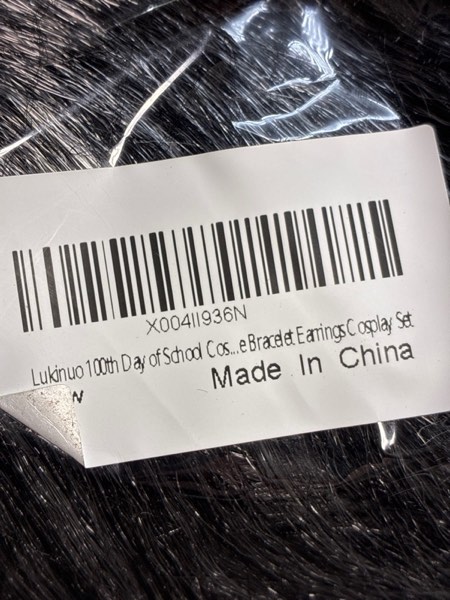 X004II936N
Lukinuo 100th Day of School Cos...e Bracelet Earrings Cosplay Set
Made In China